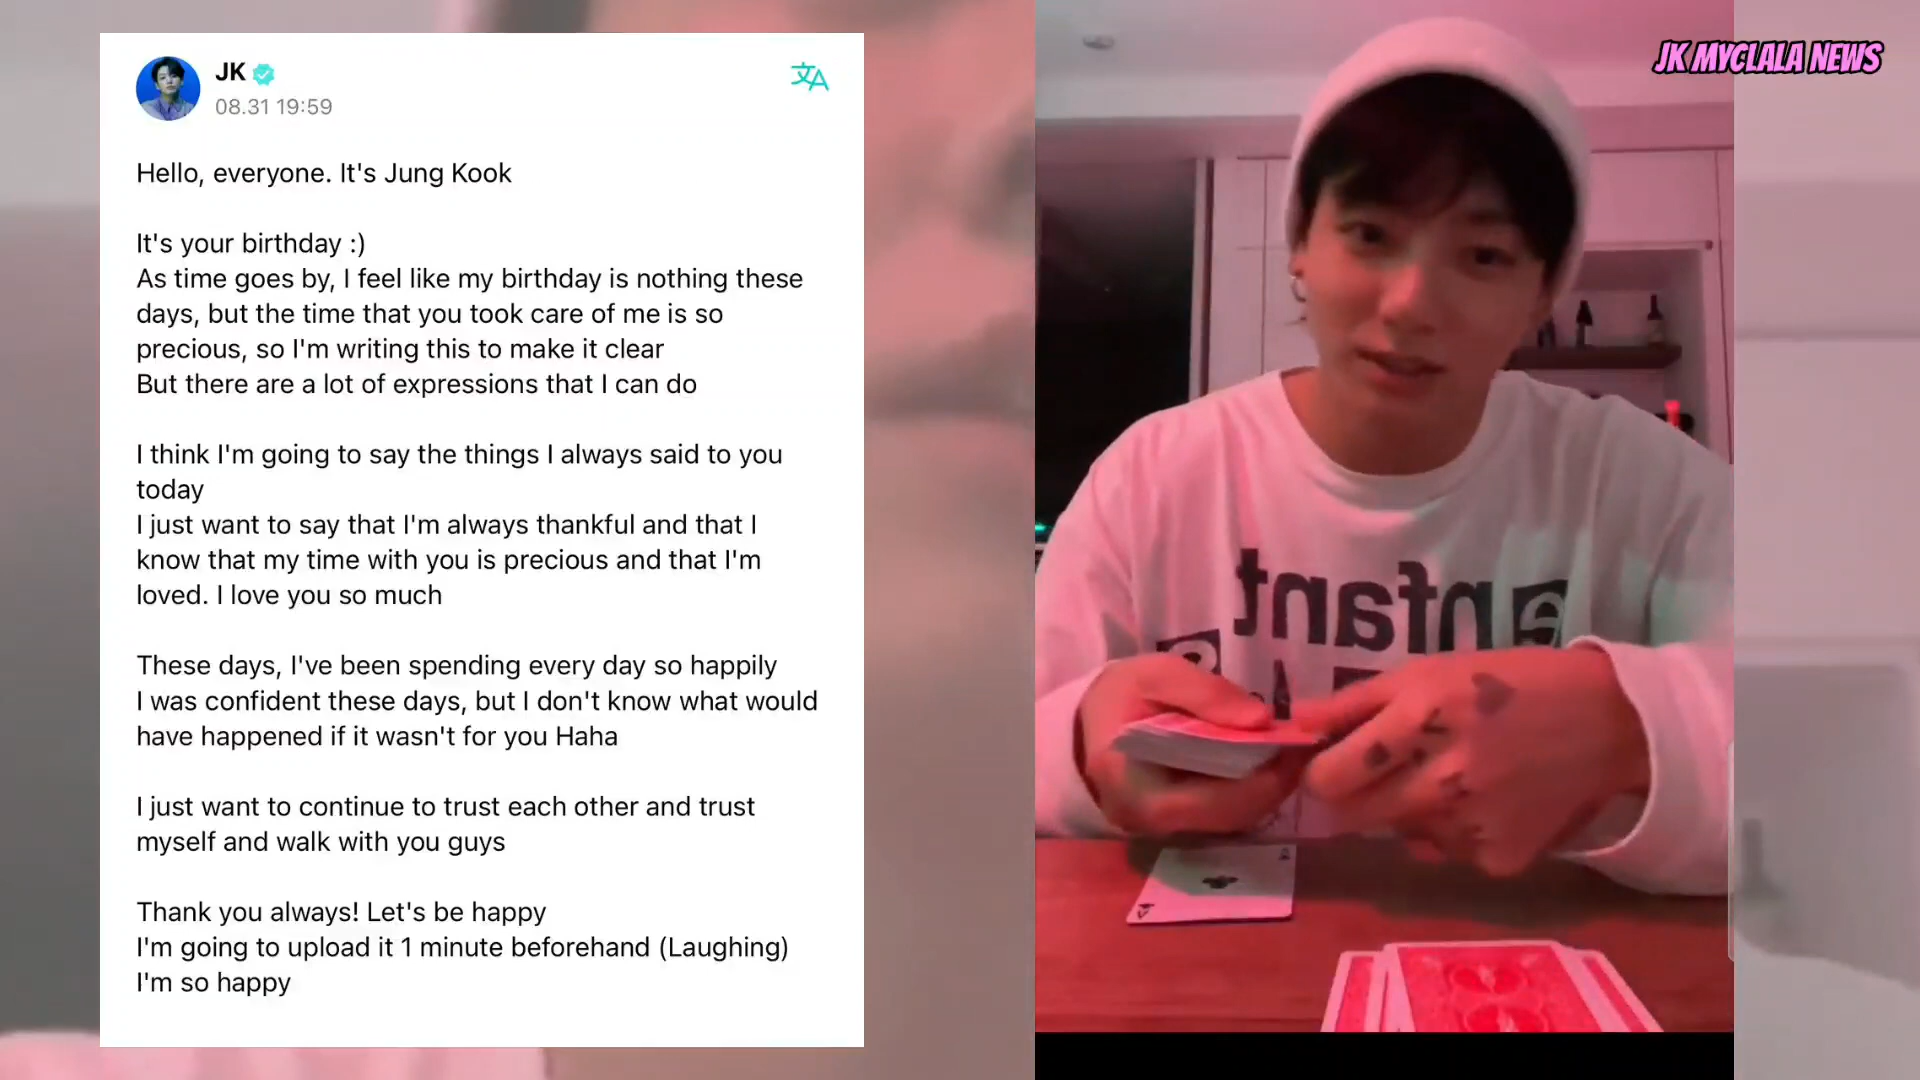 JK
08.31 19:59
文A
Hello, everyone. It's Jung Kook
It's your birthday :)
As time goes by, I feel like my birthday is nothing these
days, but the time that you took care of me is so
precious, so I'm writing this to make it clear
But there are a lot of expressions that I can do
I think I'm going to say the things I always said to you
today
I just want to say that I'm always thankful and that I
know that my time with you is precious and that I'm
loved. I love you so much
These days, I've been spending every day so happily
I was confident these days, but I don't know what would
have happened if it wasn't for you Haha
I just want to continue to trust each other and trust
myself and walk with you guys
Thank you always! Let's be happy
I'm going to upload it 1 minute beforehand (Laughing)
I'm so happy
JK MYCLALA NEWS
enfant